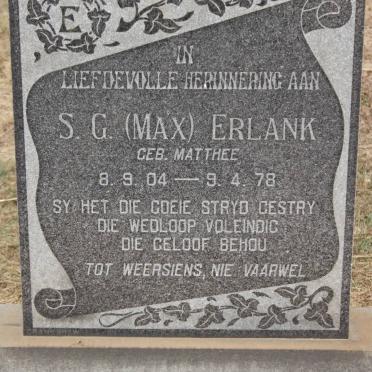 E
IN
LIEFDEVOLLE HERINNERING AAN
S. G. (MAX) ERLANK
GEB. MATTHEE
8. 9. 04 — 9. 4. 78
SY HET DIE GOEIE STRYD GESTRY
DIE WEDLOOP VOLEINDIG
DIE GELOOF BEHOU
TOT WEERSIENS, NIE VAARWEL